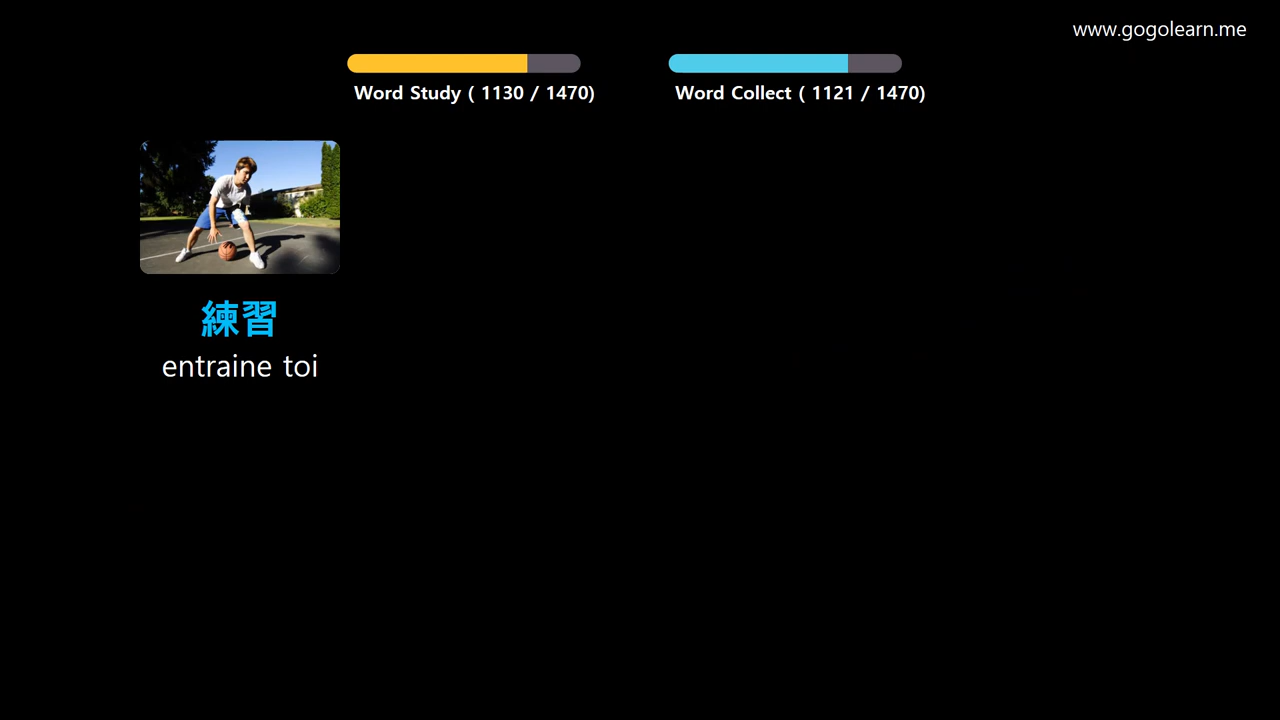 www.gogolearn.me
Word Study ( 1130 / 1470)
Word Collect ( 1121 / 1470)
練習
entraine toi